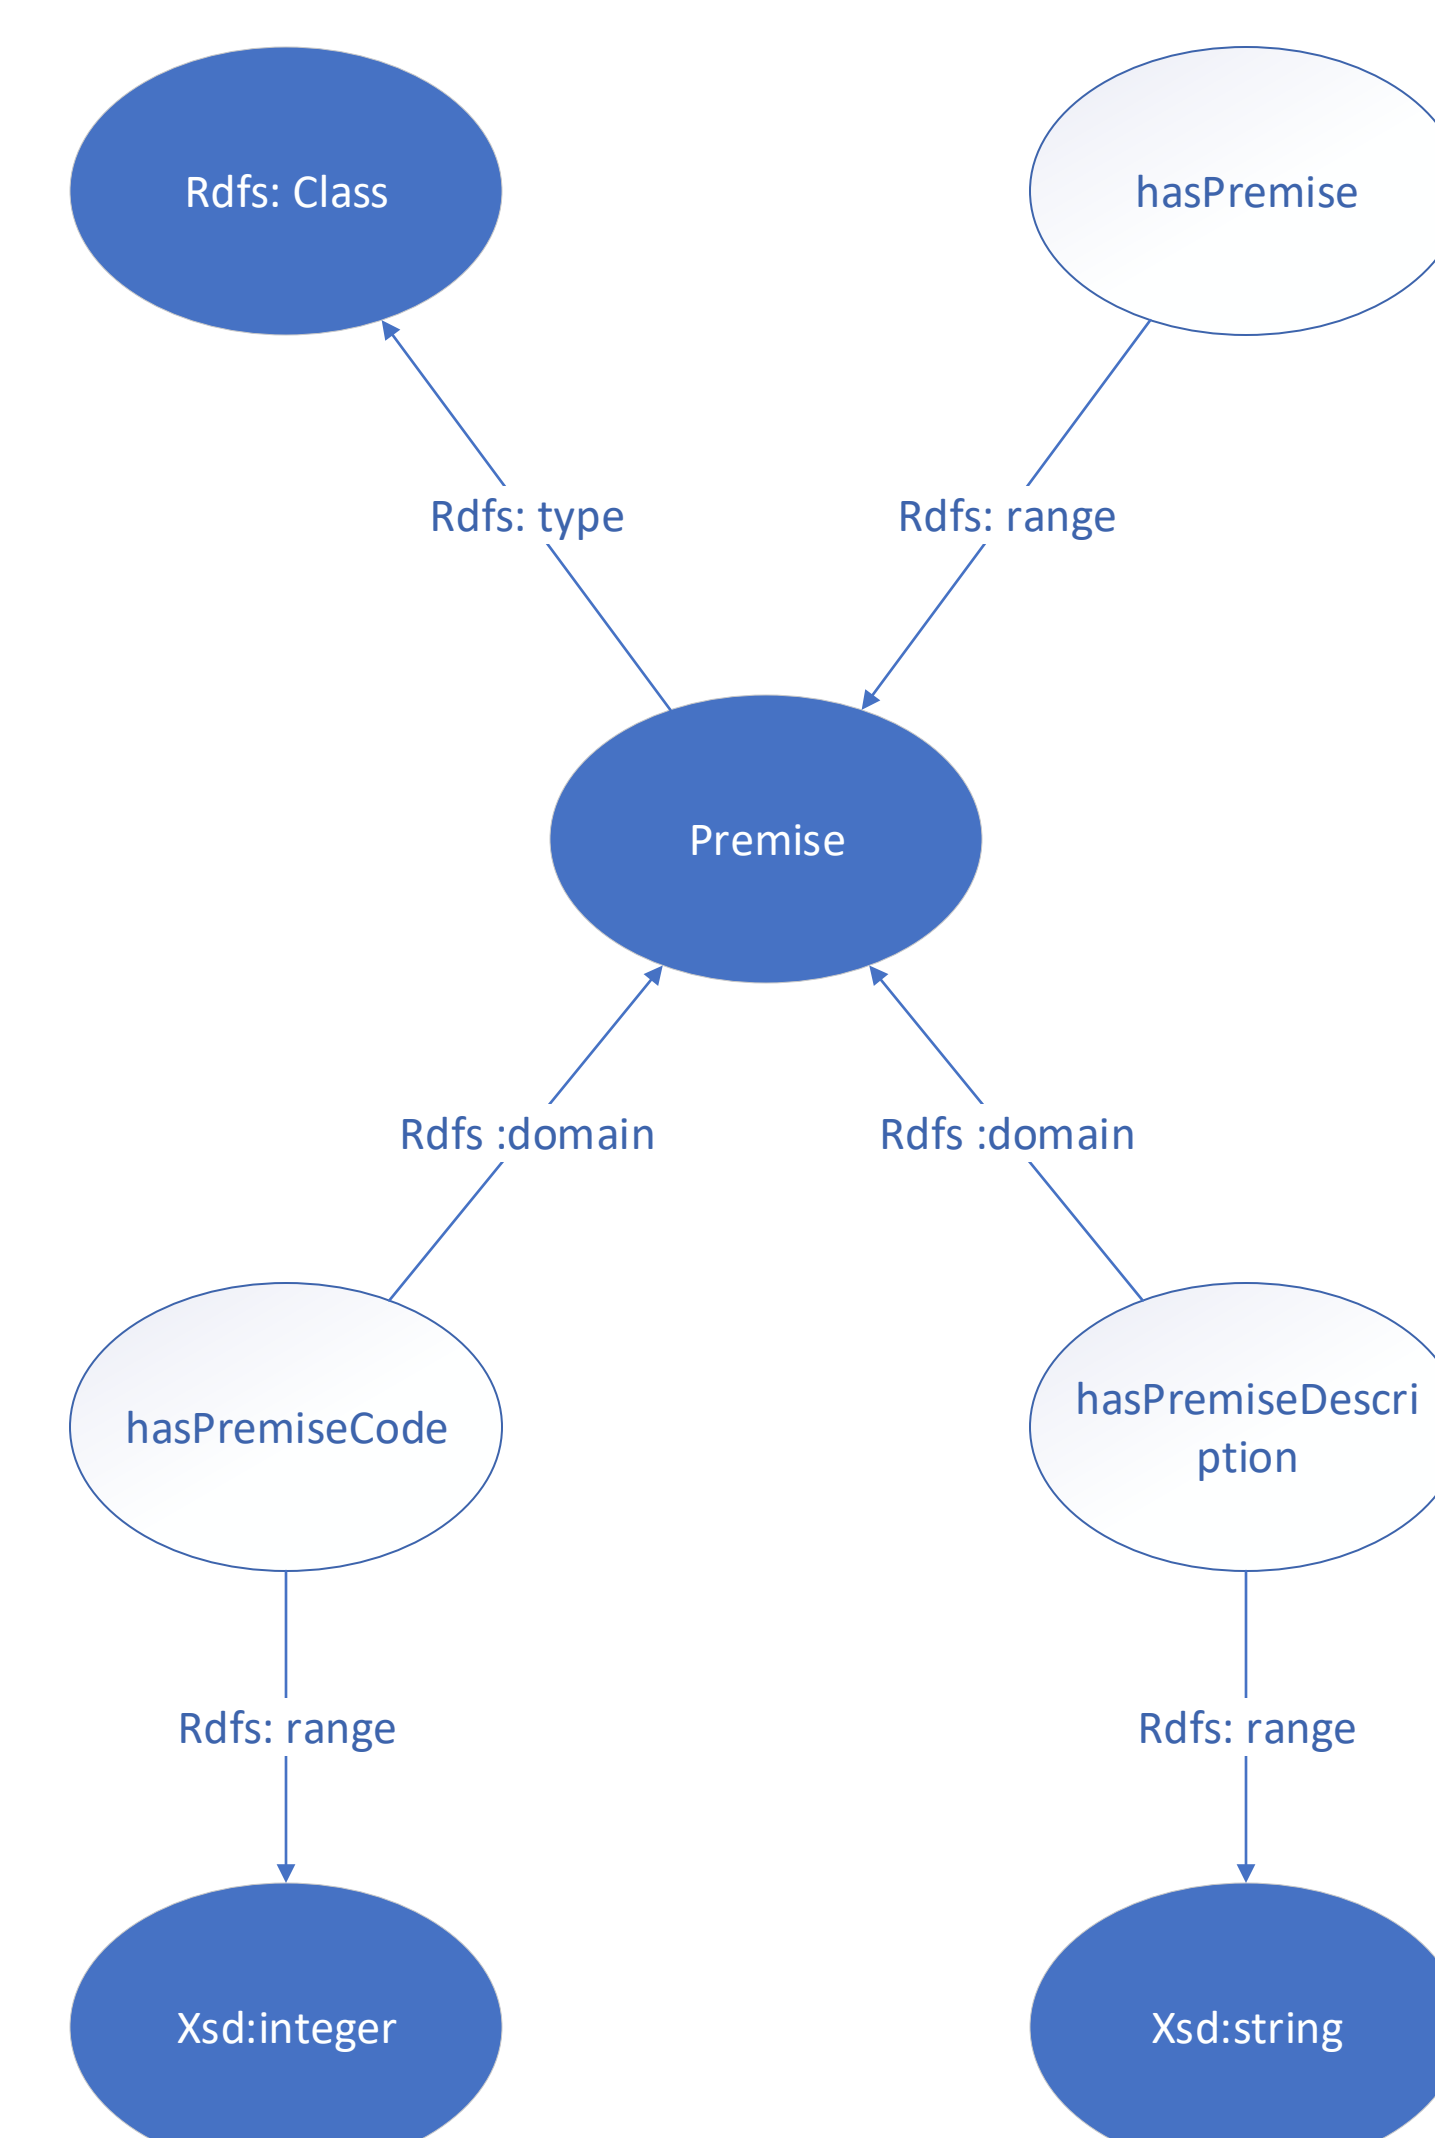 Rdfs: Class
hasPremise
Rdfs: type
Rdfs: range
Premise
Rdfs :domain
Rdfs :domain
hasPremiseCode
hasPremiseDescri
ption
Rdfs: range
Rdfs: range
Xsd:integer
Xsd:string